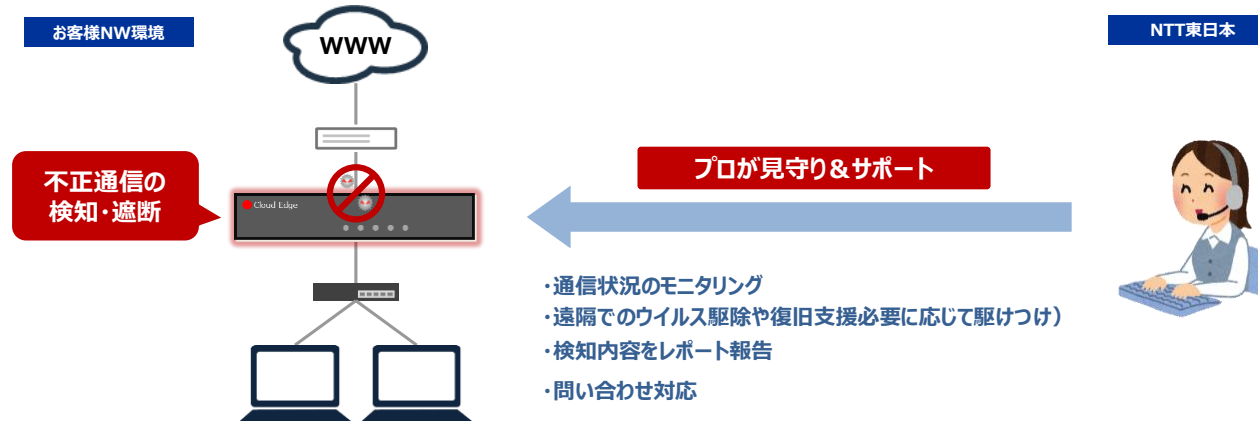 お客様NW環境
WWW
NTT東日本
不正通信の
検知・遮断
Cloud Edge
プロが見守り&サポート
・通信状況のモニタリング
・遠隔でのウイルス駆除や復旧支援必要に応じて駆けつけ）
・検知内容をレポート報告
・問い合わせ対応